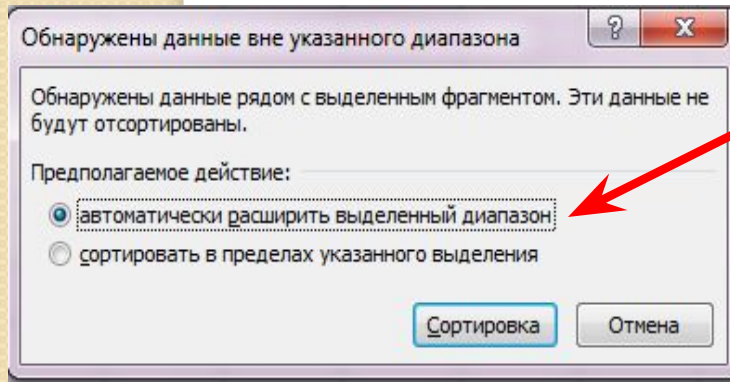 Обнаружены данные вне указанного диапазона
Обнаружены данные рядом с выделенным фрагментом. Эти данные не
будут отсортированы.
Предполагаемое действие:
автоматически расширить выделенный диапазон
сортировать в пределах указанного выделения
Сортировка
Отмена